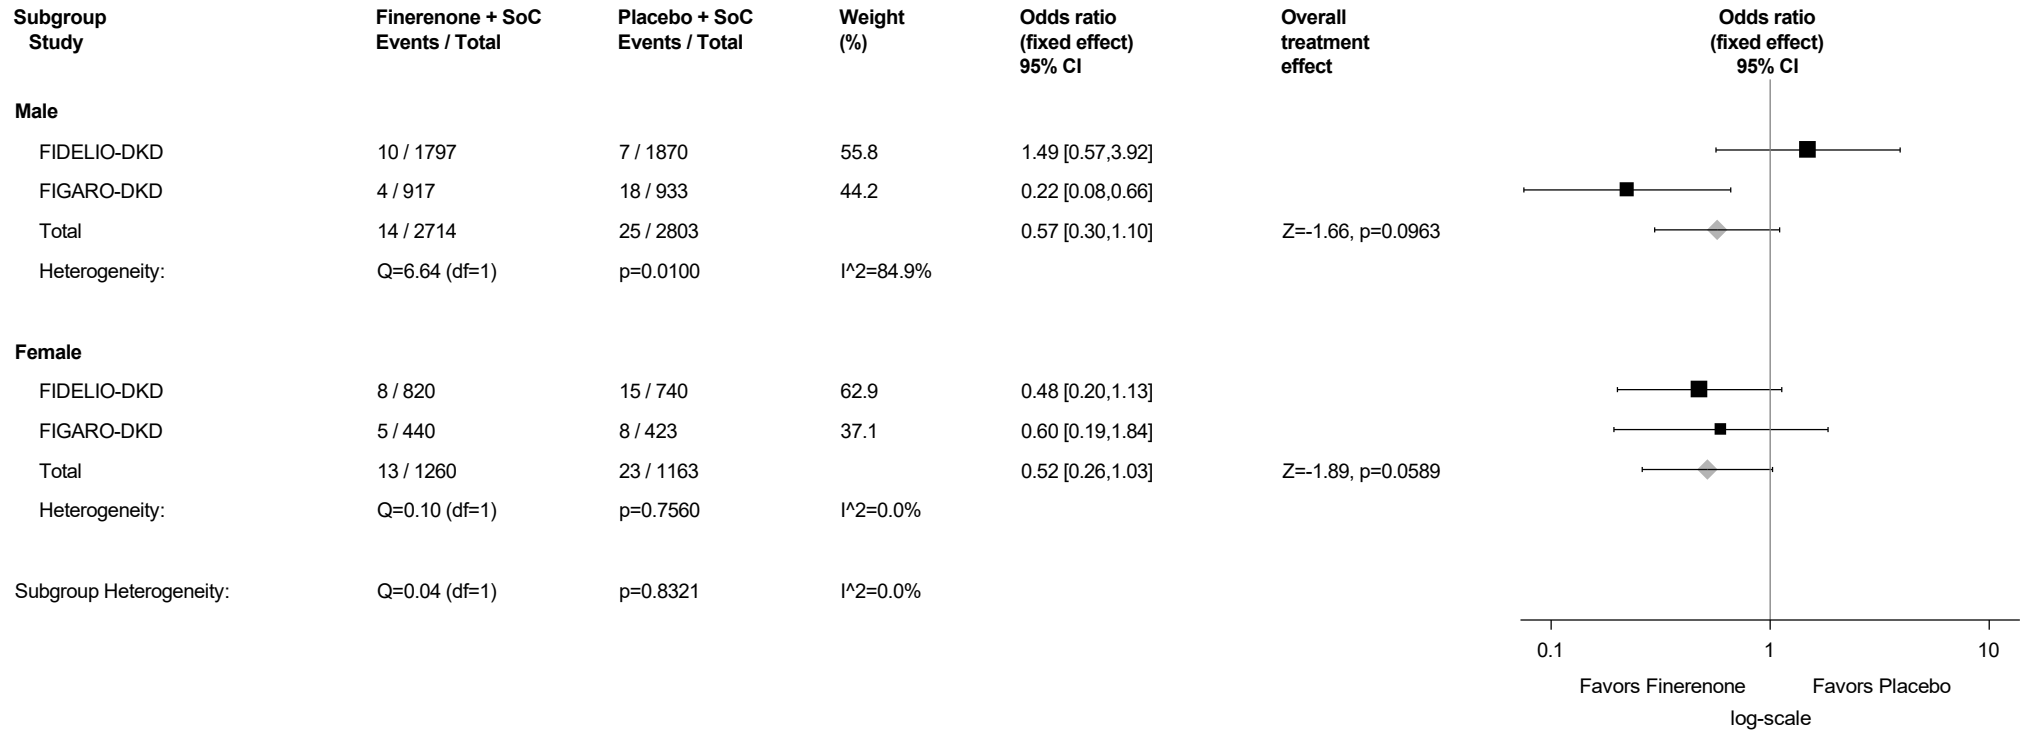 Subgroup Finerenone + SoC Placebo + SoC Weight Odds ratio Overall Odds ratio
Study Events / Total Events / Total (%) (fixed effect) treatment (fixed effect)
95% CI effect 95% CI
Male
FIDELIO-DKD 10 / 1797 7 / 1870 55.8 1.49 [0.57,3.92]
FIGARO-DKD 4 / 917 18 / 933 44.2 0.22 [0.08,0.66]
Total 14 / 2714 25 / 2803 0.57 [0.30,1.10] Z=-1.66, p=0.0963
Heterogeneity: Q=6.64 (df=1) p=0.0100 I^2=84.9%
Female
FIDELIO-DKD 8 / 820 15 / 740 62.9 0.48 [0.20,1.13]
FIGARO-DKD 5 / 440 8 / 423 37.1 0.60 [0.19,1.84]
Total 13 / 1260 23 / 1163 0.52 [0.26,1.03] Z=-1.89, p=0.0589
Heterogeneity: Q=0.10 (df=1) p=0.7560 I^2=0.0%
Subgroup Heterogeneity: Q=0.04 (df=1) p=0.8321 I^2=0.0%
0.1 1 10
Favors Finerenone Favors Placebo
log-scale